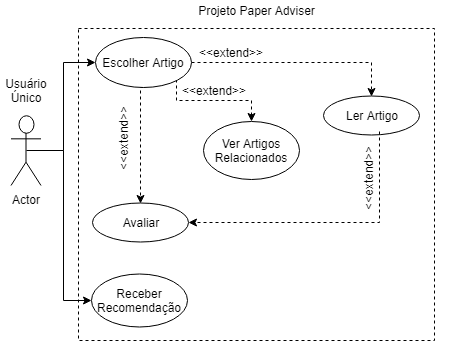 Projeto Paper Adviser
Escolher Artigo
<<extend>>
<<extend>>
Usuário
Único
Ler Artigo
<<extend>>
Ver Artigos
Relacionados
<<extend>>
Actor
Avaliar
Receber
Recomendação